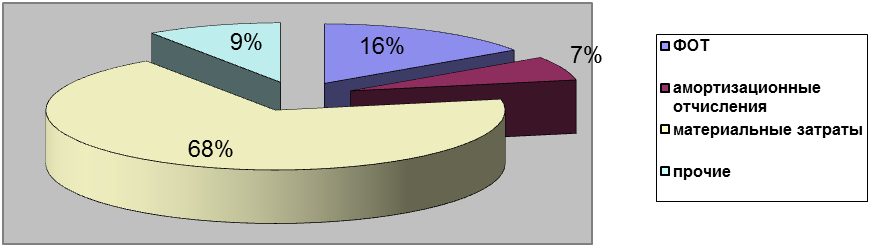 9%
16%
7%
68%
ФОТ
амортизационные
отчисления
материальные затраты
прочие